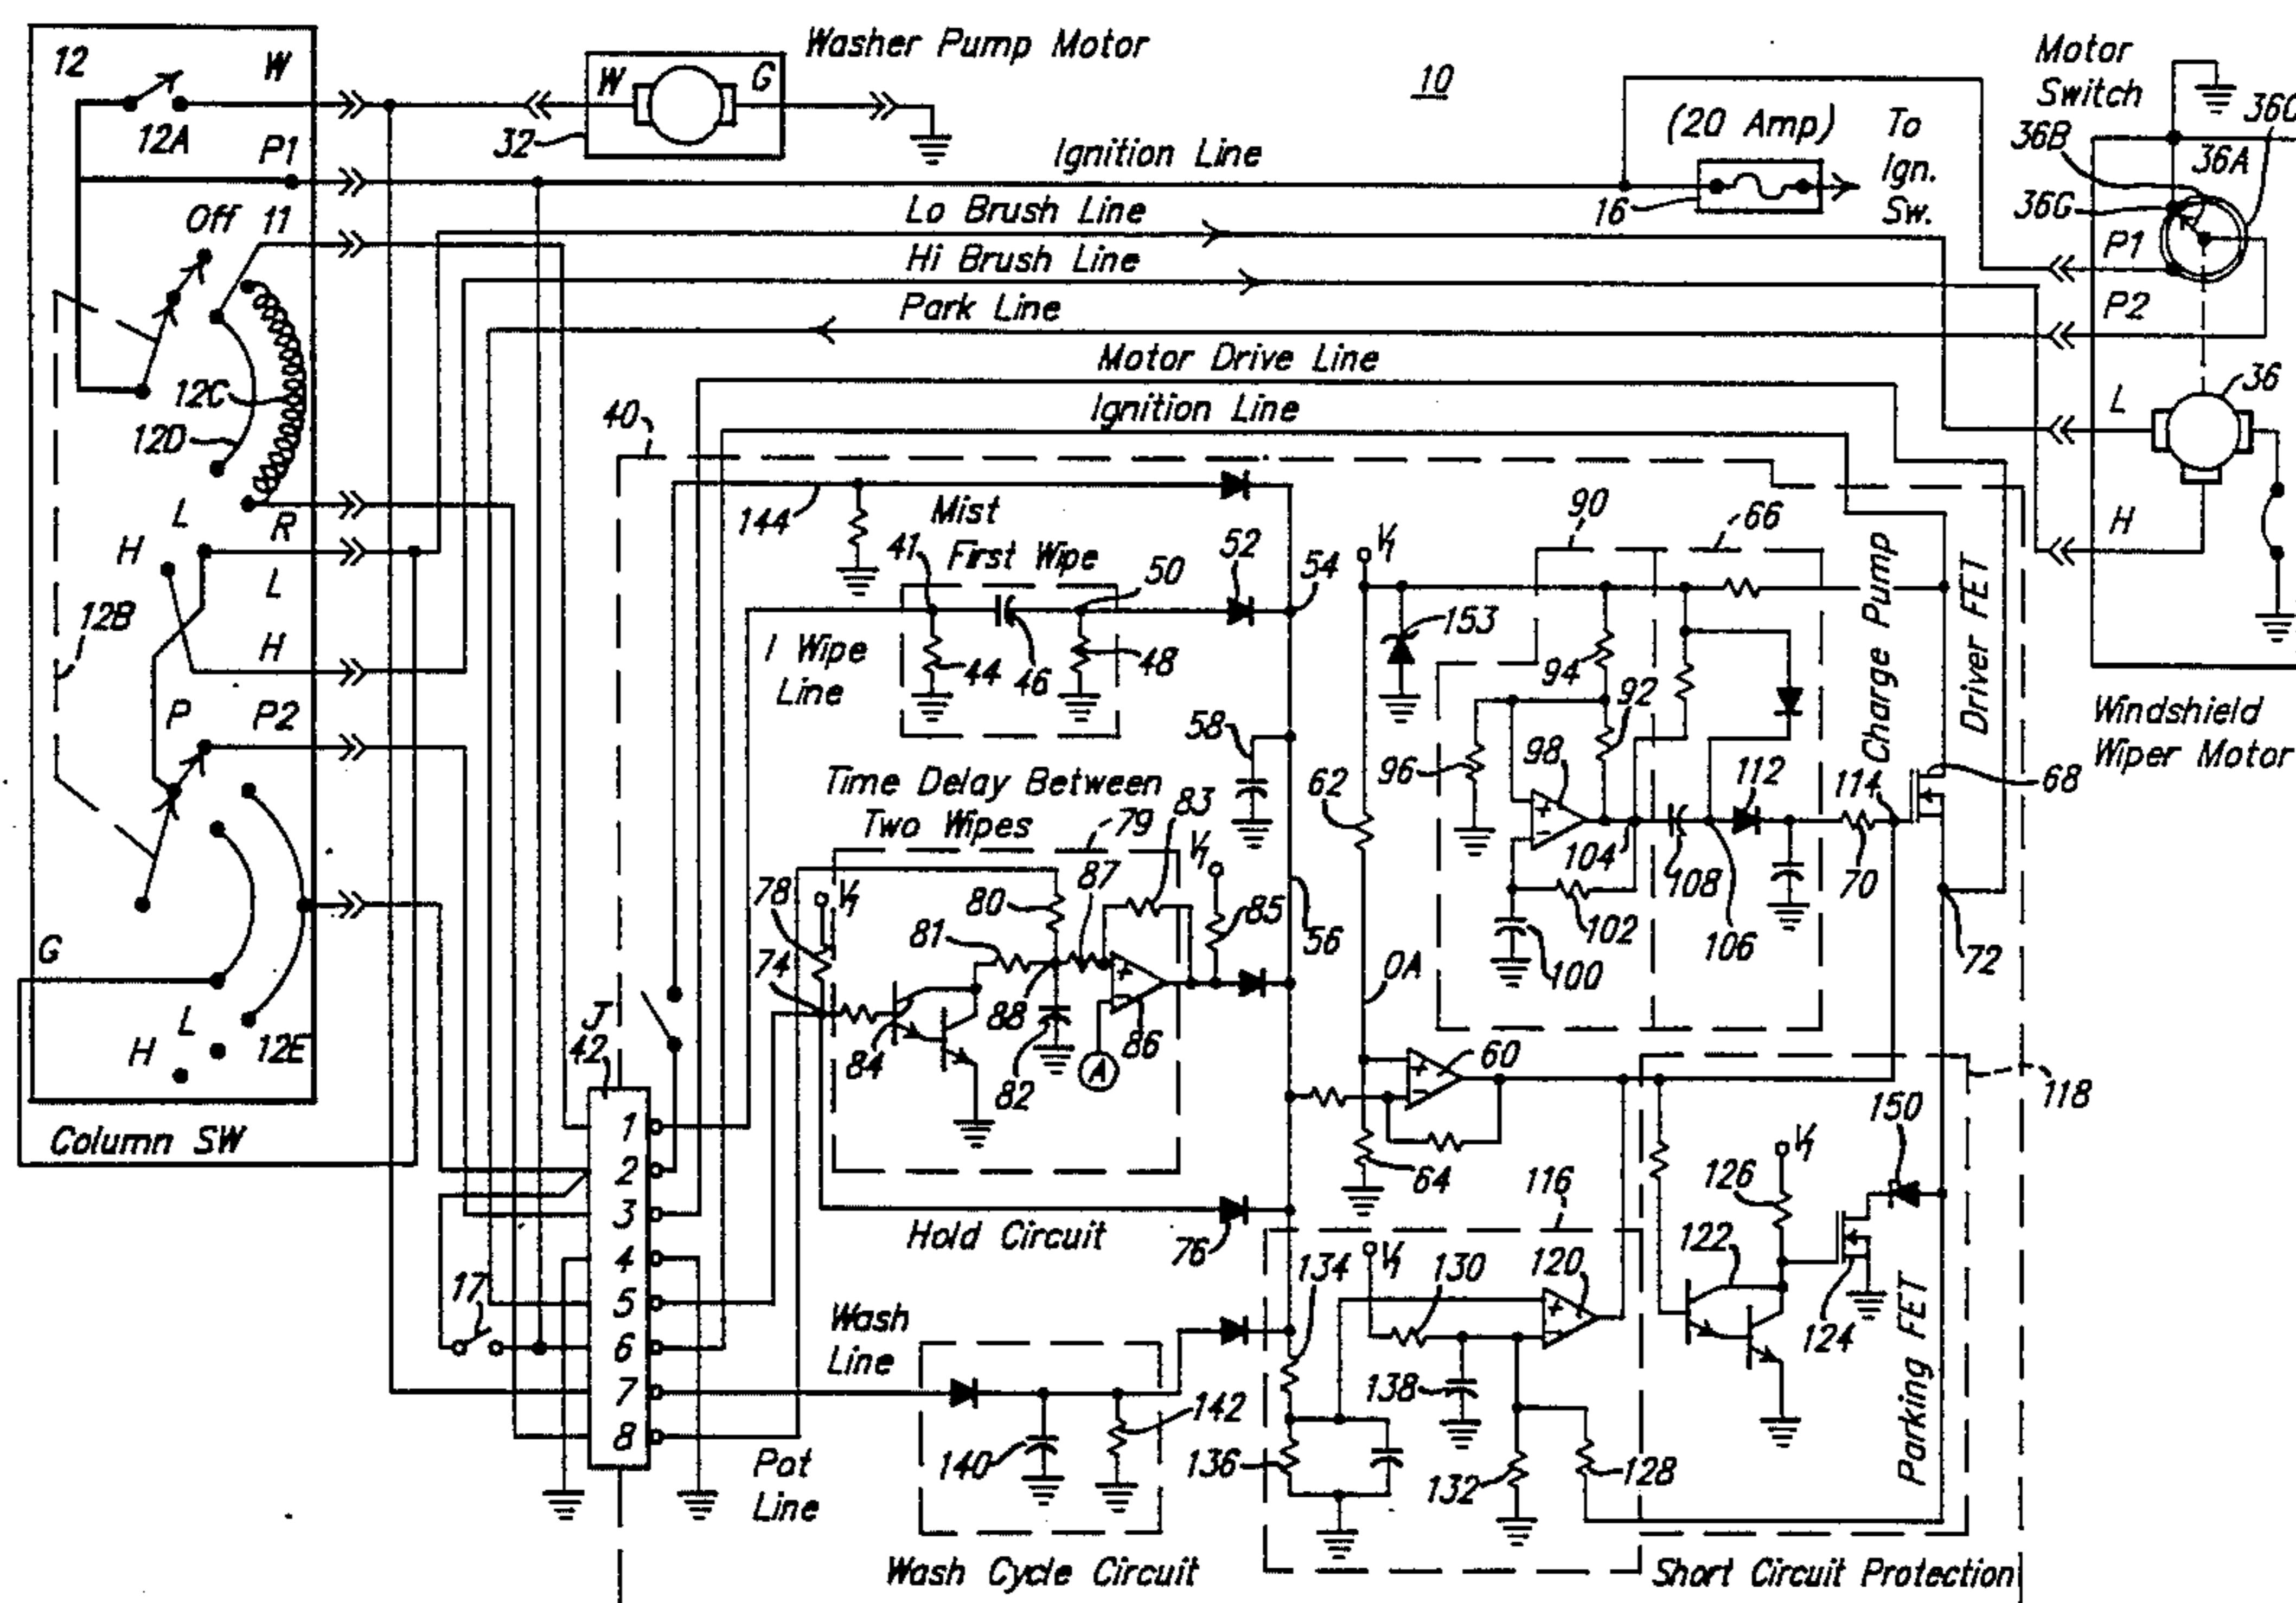 12
W
12A
P1
Off
11
12C
12D
L
H
R
L
H
12B
P
P2
G
L
H
12E
Column SW
W
G
32
Washer Pump Motor
10
Ignition Line
Lo Brush Line
Hi Brush Line
Park Line
Motor Drive Line
Ignition Line
(20 Amp)
16
To
Ign.
Sw.
Motor
Switch
36B
36A
36G
P1
P2
36
L
H
Windshield
Wiper Motor
40
144
Mist
41
First Wipe
50
52
54
1 Wipe
Line
44
46
48
58
Time Delay Between
Two Wipes
79
83
V1
78
V1
80
87
85
81
74
84
88
82
86
A
56
Hold Circuit
76
J
42
1
2
3
4
5
6
7
8
17
Pot
Line
Wash
Line
140
142
Wash Cycle Circuit
V1
90
66
153
94
92
96
98
62
104
102
100
108
106
112
114
70
Charge Pump
Driver FET
68
72
OA
60
64
118
150
116
V1
126
122
124
Parking FET
134
V1
130
120
138
136
132
128
Short Circuit Protection